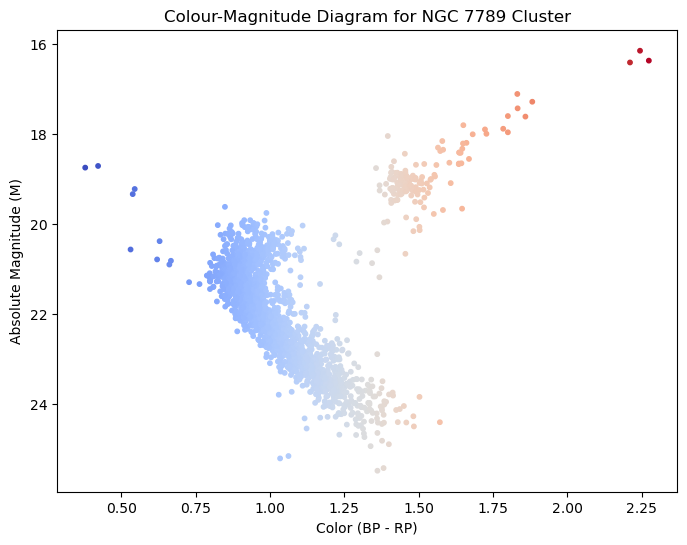 Colour-Magnitude Diagram for NGC 7789 Cluster
16
18
20
22
24
Absolute Magnitude (M)
0.50 0.75 1.00 1.25 1.50 1.75 2.00 2.25
Color (BP - RP)